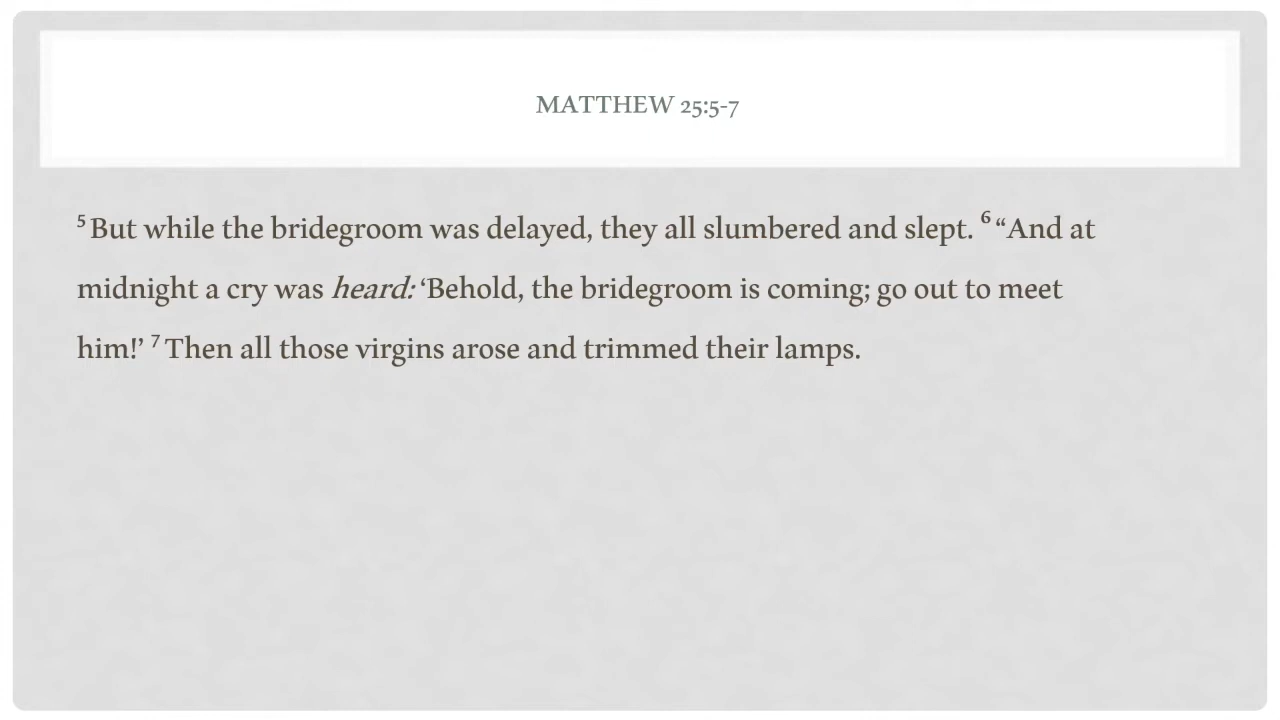 MATTHEW 25:5-7
⁵ But while the bridegroom was delayed, they all slumbered and slept. ⁶ “And at
midnight a cry was heard: ‘Behold, the bridegroom is coming; go out to meet
him!’ ⁷ Then all those virgins arose and trimmed their lamps.